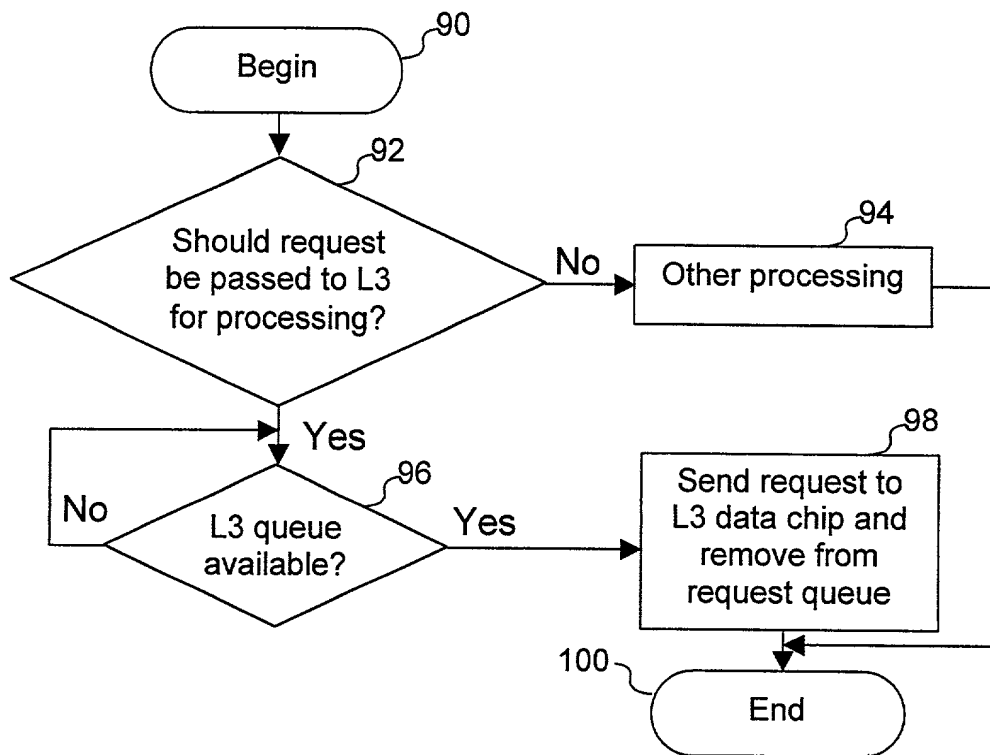 90
Begin
92
Should request
be passed to L3
for processing?
No
94
Other processing
Yes
96
No
L3 queue
available?
Yes
98
Send request to
L3 data chip and
remove from
request queue
100
End